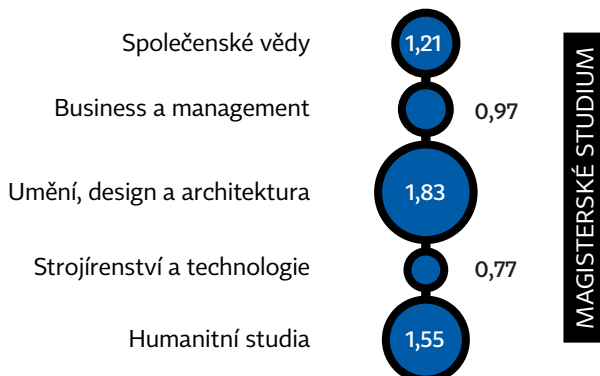 Společenské vědy 1,21
Business a management 0,97
Umění, design a architektura 1,83
Strojírenství a technologie 0,77
Humanitní studia 1,55
MAGISTERSKÉ STUDIUM